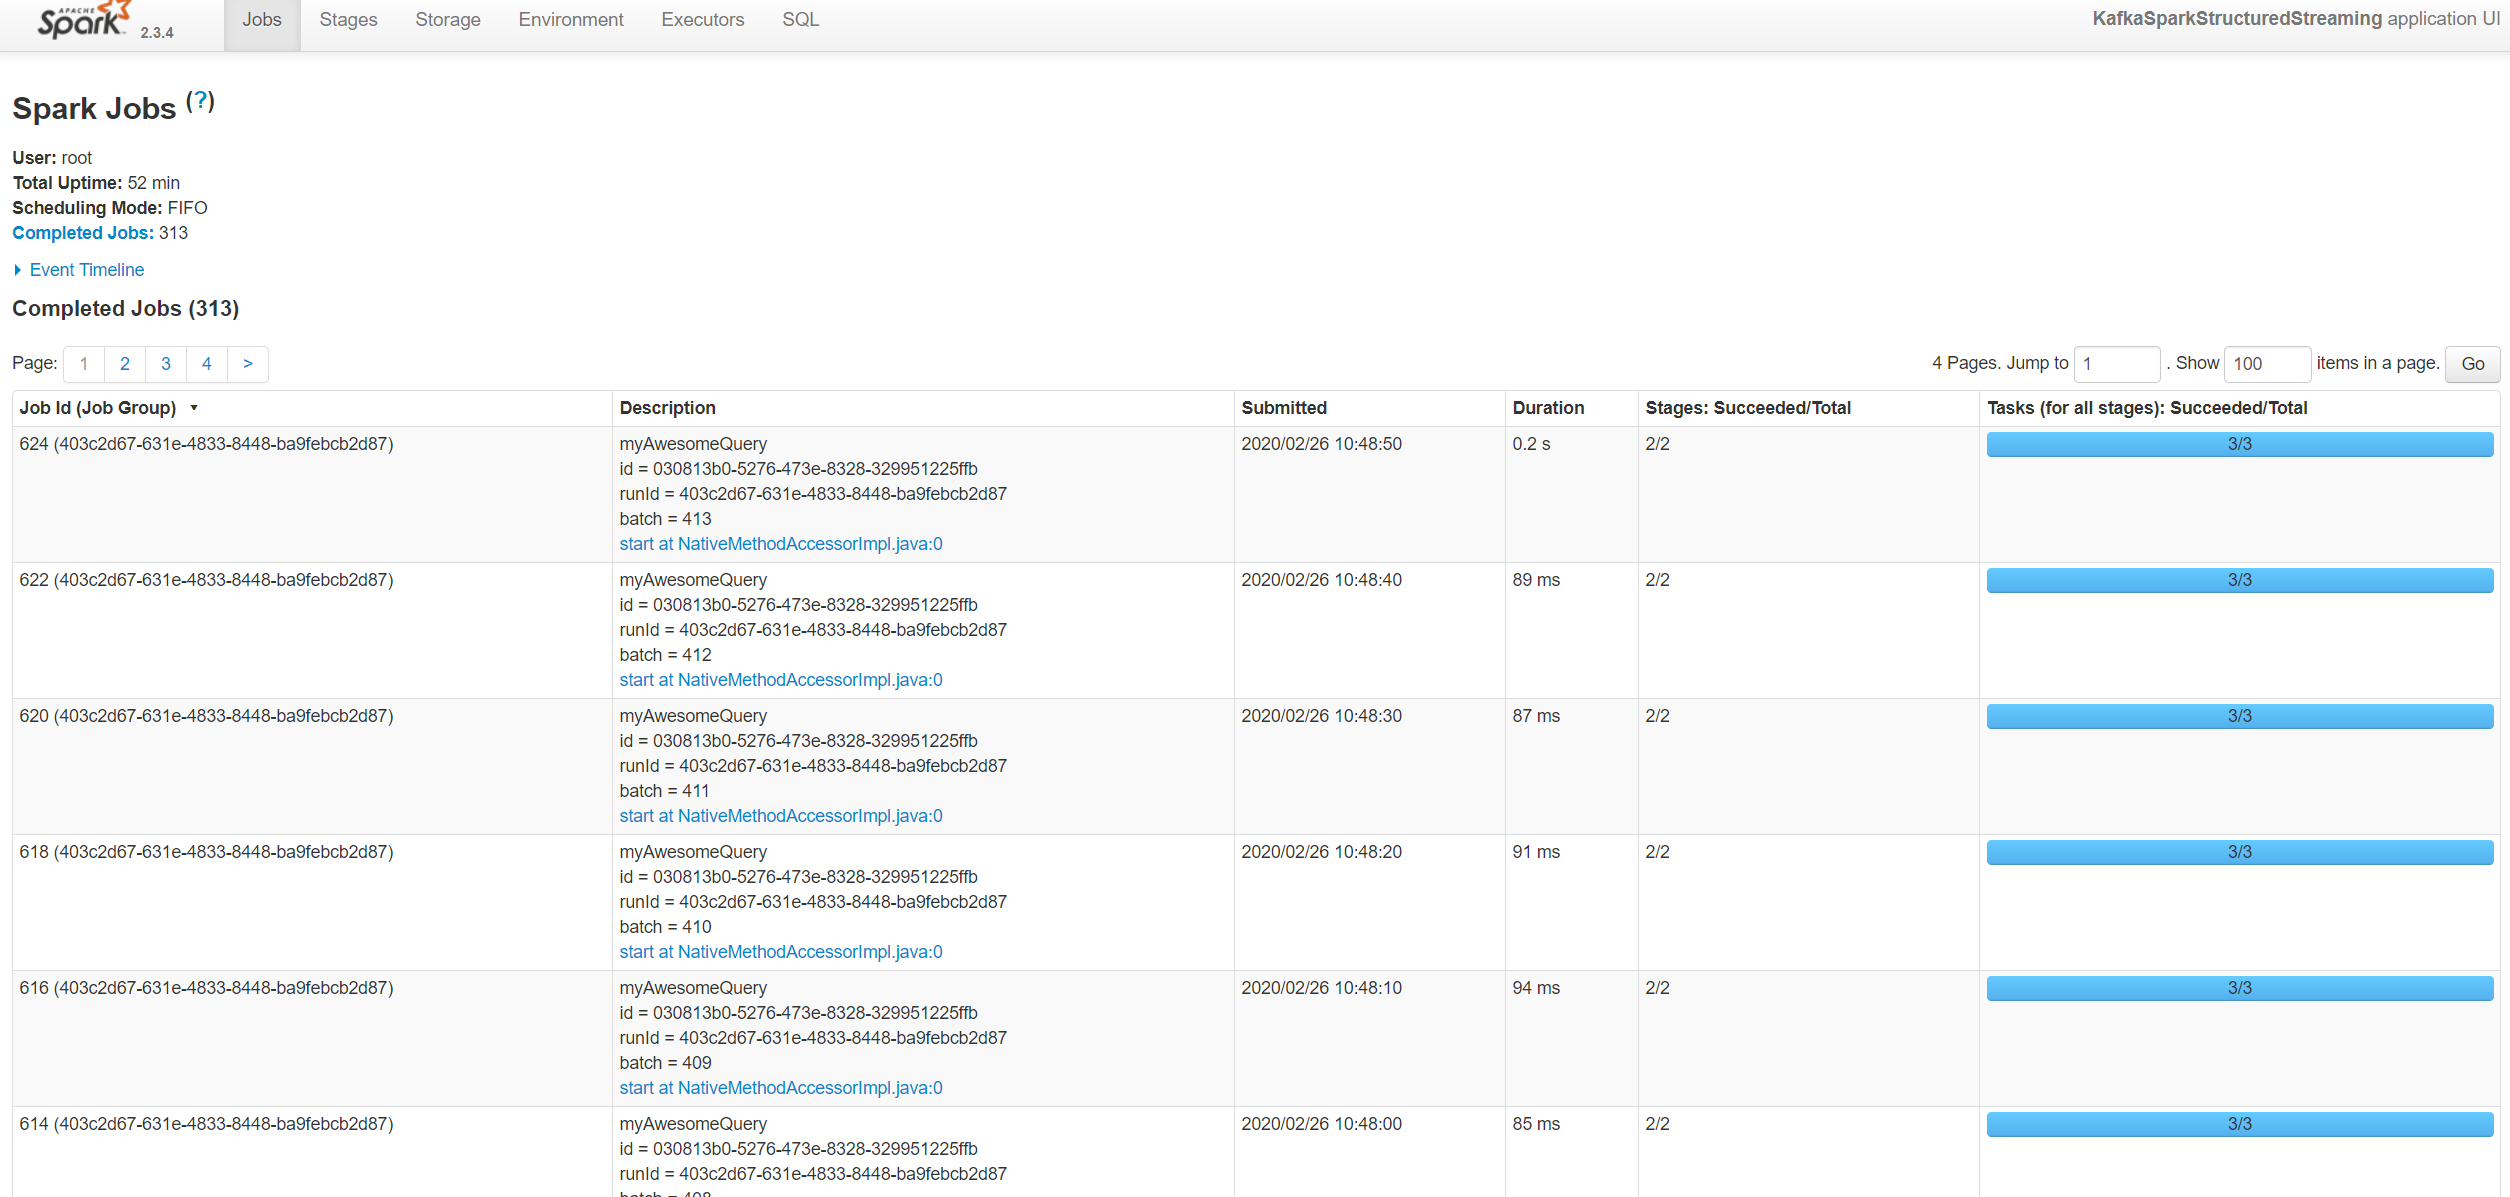 APACHE Spark 2.3.4 Jobs Stages Storage Environment Executors SQL KafkaSparkStructuredStreaming application UI
Spark Jobs (?)
User: root
Total Uptime: 52 min
Scheduling Mode: FIFO
Completed Jobs: 313
Event Timeline
Completed Jobs (313)
Page: 1 2 3 4 > 4 Pages. Jump to 1 . Show 100 items in a page. Go
Job Id (Job Group) Description Submitted Duration Stages: Succeeded/Total Tasks (for all stages): Succeeded/Total
624 (403c2d67-631e-4833-8448-ba9febcb2d87) myAwesomeQuery 2020/02/26 10:48:50 0.2 s 2/2 3/3
id = 030813b0-5276-473e-8328-329951225ffb
runId = 403c2d67-631e-4833-8448-ba9febcb2d87
batch = 413
start at NativeMethodAccessorImpl.java:0
622 (403c2d67-631e-4833-8448-ba9febcb2d87) myAwesomeQuery 2020/02/26 10:48:40 89 ms 2/2 3/3
id = 030813b0-5276-473e-8328-329951225ffb
runId = 403c2d67-631e-4833-8448-ba9febcb2d87
batch = 412
start at NativeMethodAccessorImpl.java:0
620 (403c2d67-631e-4833-8448-ba9febcb2d87) myAwesomeQuery 2020/02/26 10:48:30 87 ms 2/2 3/3
id = 030813b0-5276-473e-8328-329951225ffb
runId = 403c2d67-631e-4833-8448-ba9febcb2d87
batch = 411
start at NativeMethodAccessorImpl.java:0
618 (403c2d67-631e-4833-8448-ba9febcb2d87) myAwesomeQuery 2020/02/26 10:48:20 91 ms 2/2 3/3
id = 030813b0-5276-473e-8328-329951225ffb
runId = 403c2d67-631e-4833-8448-ba9febcb2d87
batch = 410
start at NativeMethodAccessorImpl.java:0
616 (403c2d67-631e-4833-8448-ba9febcb2d87) myAwesomeQuery 2020/02/26 10:48:10 94 ms 2/2 3/3
id = 030813b0-5276-473e-8328-329951225ffb
runId = 403c2d67-631e-4833-8448-ba9febcb2d87
batch = 409
start at NativeMethodAccessorImpl.java:0
614 (403c2d67-631e-4833-8448-ba9febcb2d87) myAwesomeQuery 2020/02/26 10:48:00 85 ms 2/2 3/3
id = 030813b0-5276-473e-8328-329951225ffb
runId = 403c2d67-631e-4833-8448-ba9febcb2d87
batch = 408